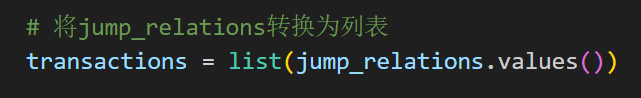 # 将jump_relations转换为列表
transactions = list(jump_relations.values())